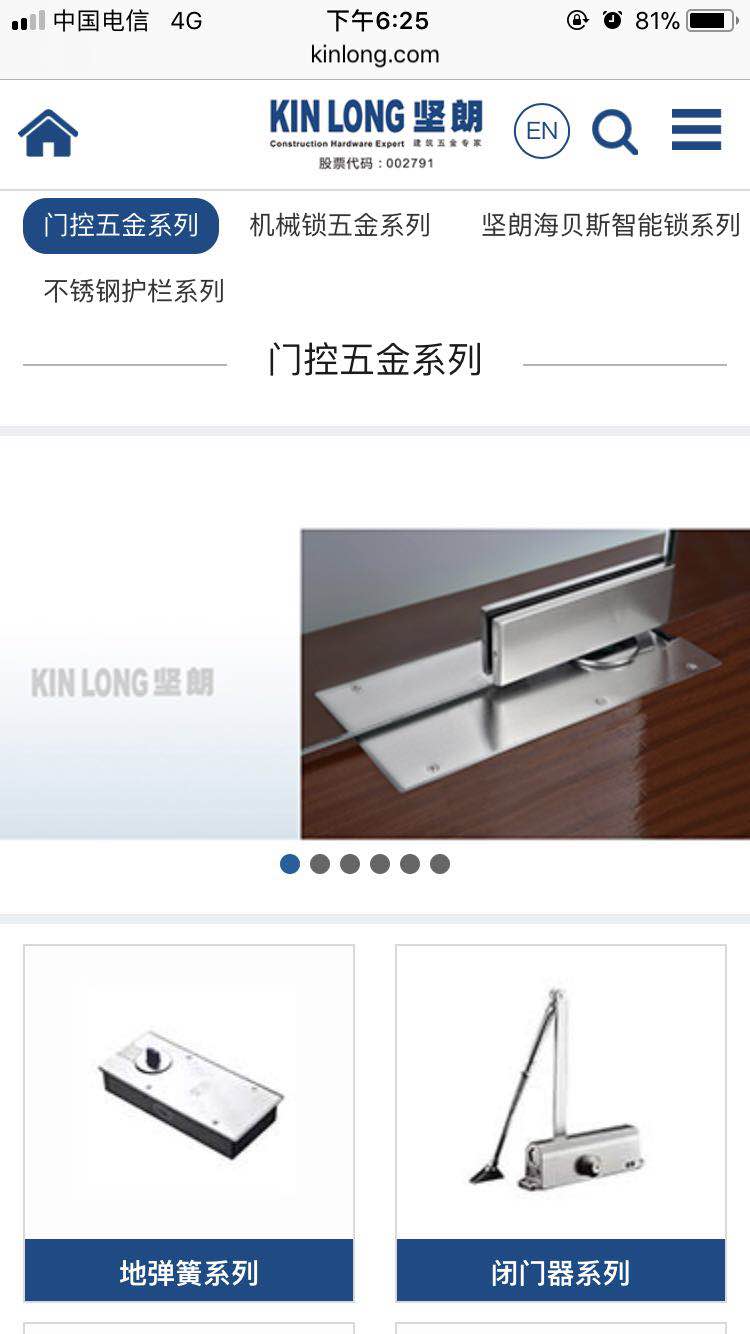 中国电信 4G 下午6:25 81%
kinlong.com
KIN LONG 坚朗
Construction Hardware Expert 建筑五金专家
股票代码：002791
EN
门控五金系列 机械锁五金系列 坚朗海贝斯智能锁系列
不锈钢护栏系列
门控五金系列
KIN LONG 坚朗
地弹簧系列 闭门器系列